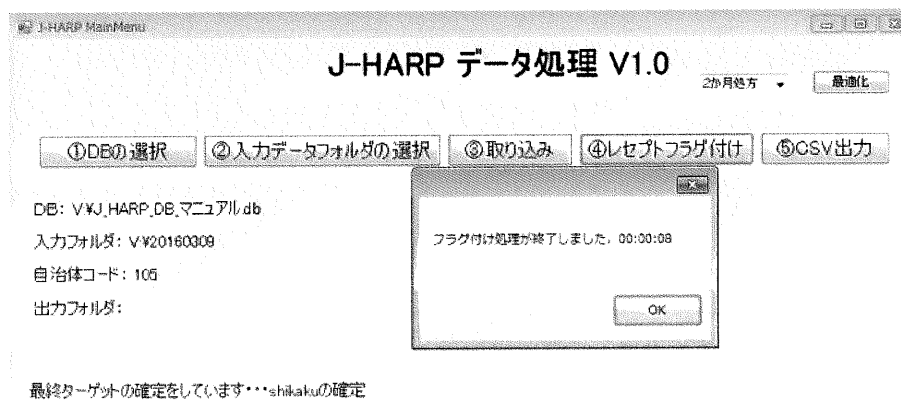 J-HARP MainMenu
J-HARP データ処理 V1.0
2か月処方
最適化
①DBの選択
②入力データフォルダの選択
③取り込み
④レセプトフラグ付け
⑤CSV出力
DB: V:¥J_HARP_DB_マニュアル.db
入力フォルダ: V:¥20160309
自治体コード: 105
出力フォルダ:
フラグ付け処理が終了しました. 00:00:08
OK
最終ターゲットの確定をしています・・・shikakuの確定